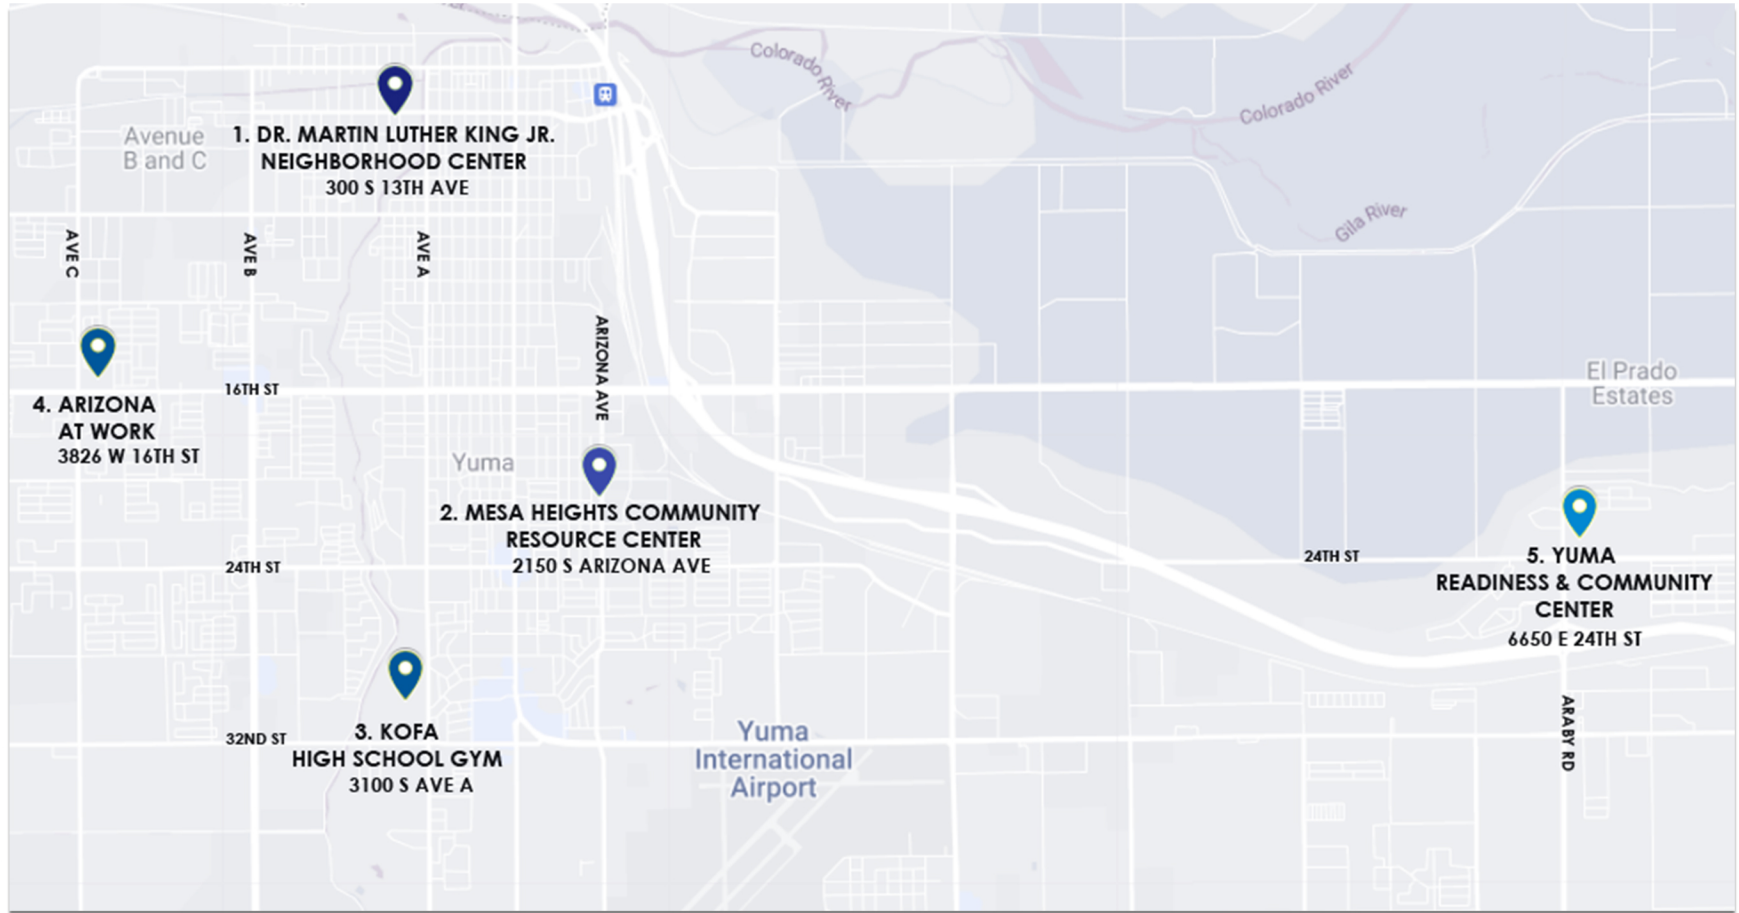 Colorado
River
Colorado River
Avenue
B and C
1. DR. MARTIN LUTHER KING JR.
NEIGHBORHOOD CENTER
300 S 13TH AVE
Gila River
AVE C
AVE B
AVE A
ARIZONA AVE
El Prado
Estates
16TH ST
4. ARIZONA
AT WORK
3826 W 16TH ST
Yuma
2. MESA HEIGHTS COMMUNITY
RESOURCE CENTER
2150 S ARIZONA AVE
24TH ST
24TH ST
5. YUMA
READINESS & COMMUNITY
CENTER
6650 E 24TH ST
ARABY RD
32ND ST
3. KOFA
HIGH SCHOOL GYM
3100 S AVE A
Yuma
International
Airport